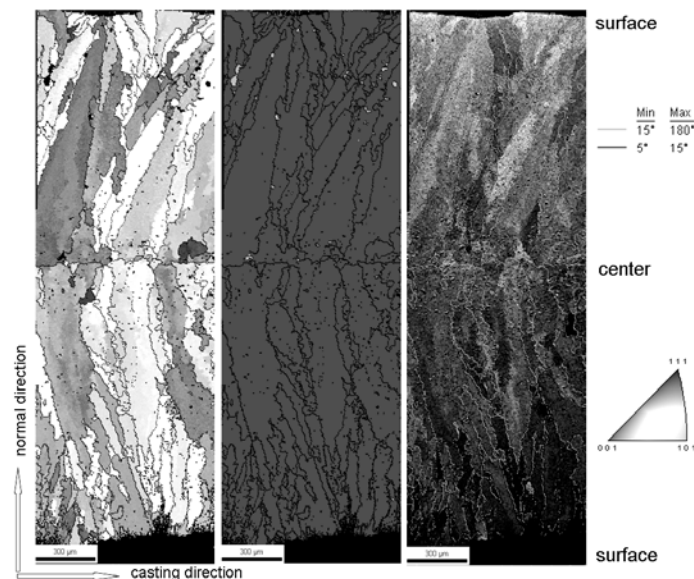 surface
Min Max
15° 180°
5° 15°
center
111
001 101
surface
normal direction
casting direction
300 µm
300 µm
300 µm